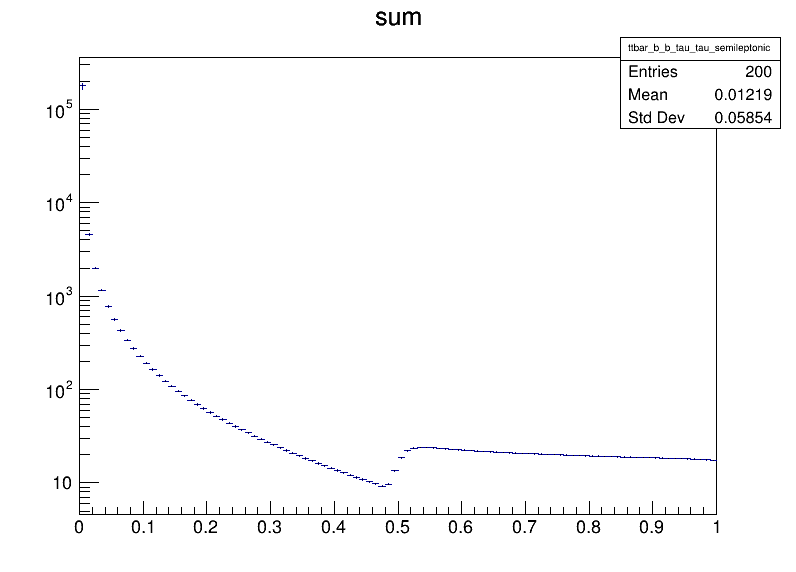 sum
ttbar_b_b_tau_tau_semileptonic
Entries 200
Mean 0.01219
Std Dev 0.05854
10^5
10^4
10^3
10^2
10
0 0.1 0.2 0.3 0.4 0.5 0.6 0.7 0.8 0.9 1